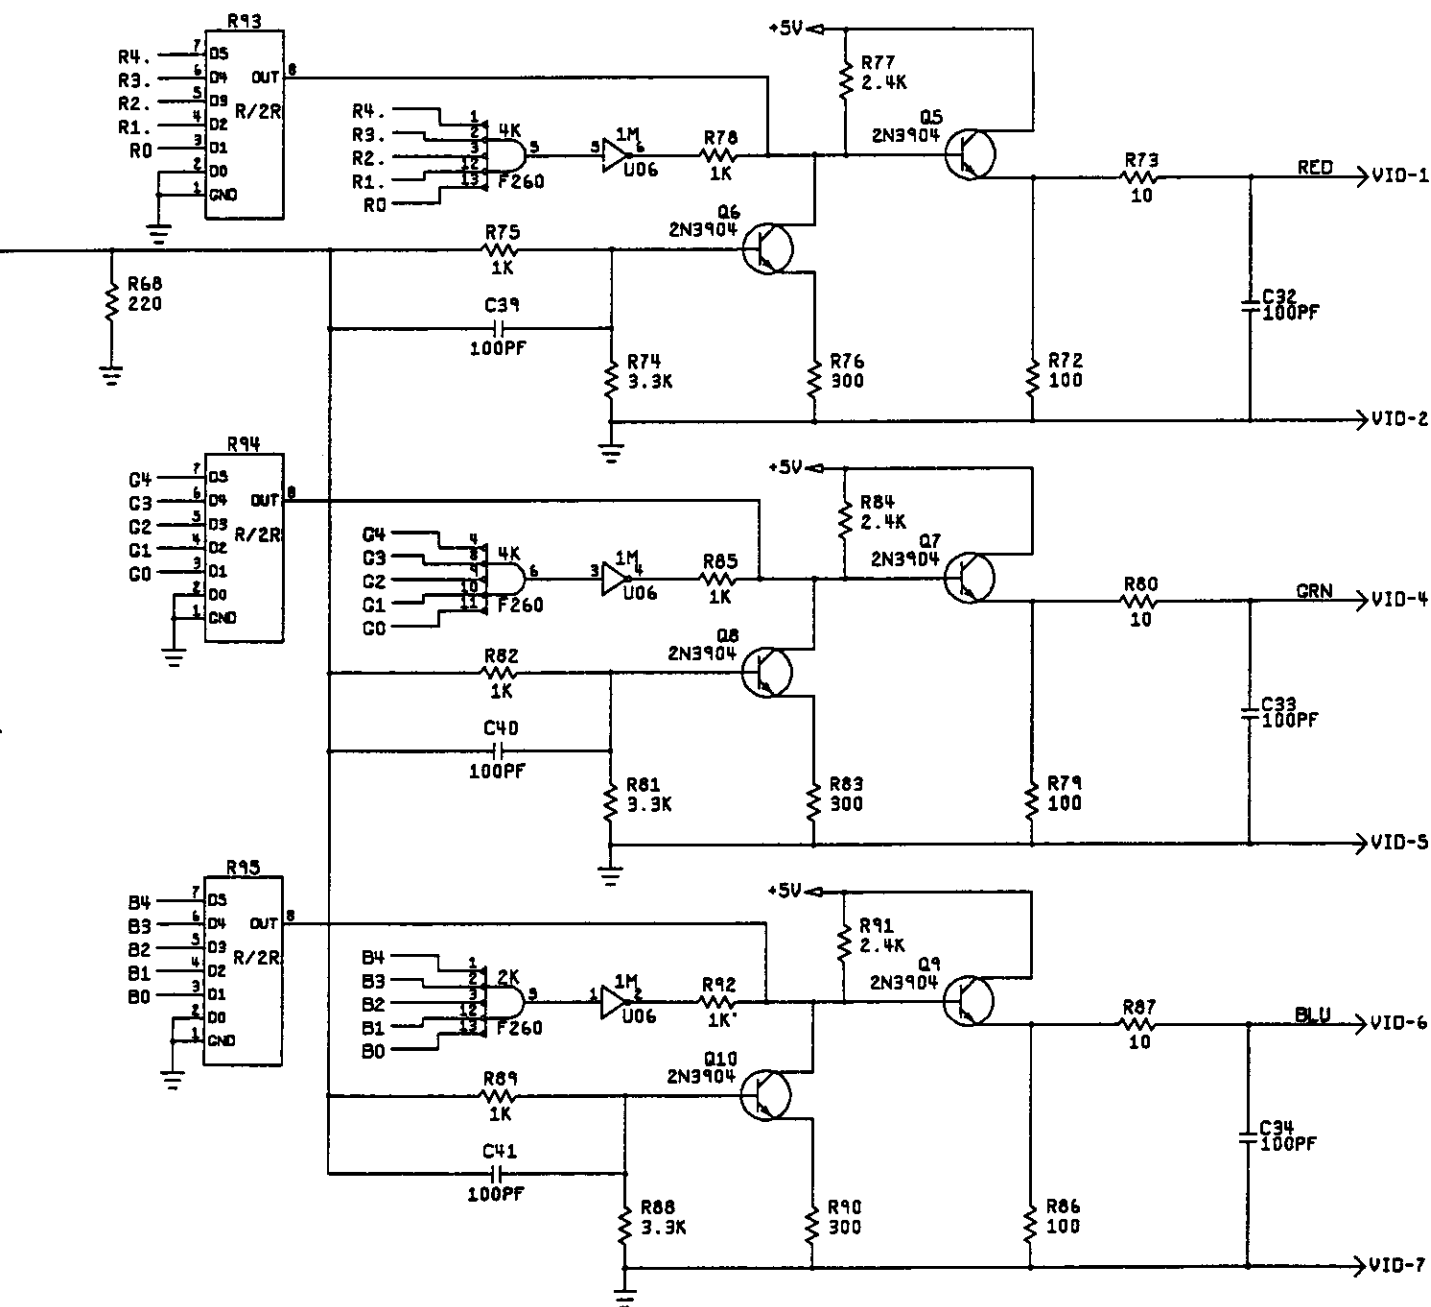 R93
R4. 7 D5
R3. 6 D4 OUT 8
R2. 5 D3
R/2R
R1. 4 D2
R0 3 D1
2 D0
1 GND
R4. 1
R3. 2 4K
R2. 3 5
R1. 12
R0 13 F260
5 1M 6
U06
R78
1K
+5V
R77
2.4K
Q5
2N3904
R73
10
RED
VID-1
R75
1K
Q6
2N3904
R68
220
C39
100PF
R74
3.3K
R76
300
R72
100
C32
100PF
VID-2
R94
G4 7 D5
G3 6 D4 OUT 8
G2 5 D3
R/2R
G1 4 D2
G0 3 D1
2 D0
1 GND
G4 4
G3 4K
G2 6
G1 10
G0 11 F260
3 1M 4
U06
R85
1K
+5V
R84
2.4K
Q7
2N3904
R80
10
GRN
VID-4
R82
1K
Q8
2N3904
C40
100PF
R81
3.3K
R83
300
R79
100
C33
100PF
VID-5
R95
B4 7 D5
B3 6 D4 OUT 8
B2 5 D3
R/2R
B1 4 D2
B0 3 D1
2 D0
1 GND
B4 1
B3 2 2K
B2 3
B1 12
B0 13 F260
1 1M 2
U06
R92
1K
+5V
R91
2.4K
Q9
2N3904
R87
10
BLU
VID-6
R89
1K
Q10
2N3904
C41
100PF
R88
3.3K
R90
300
R86
100
C34
100PF
VID-7